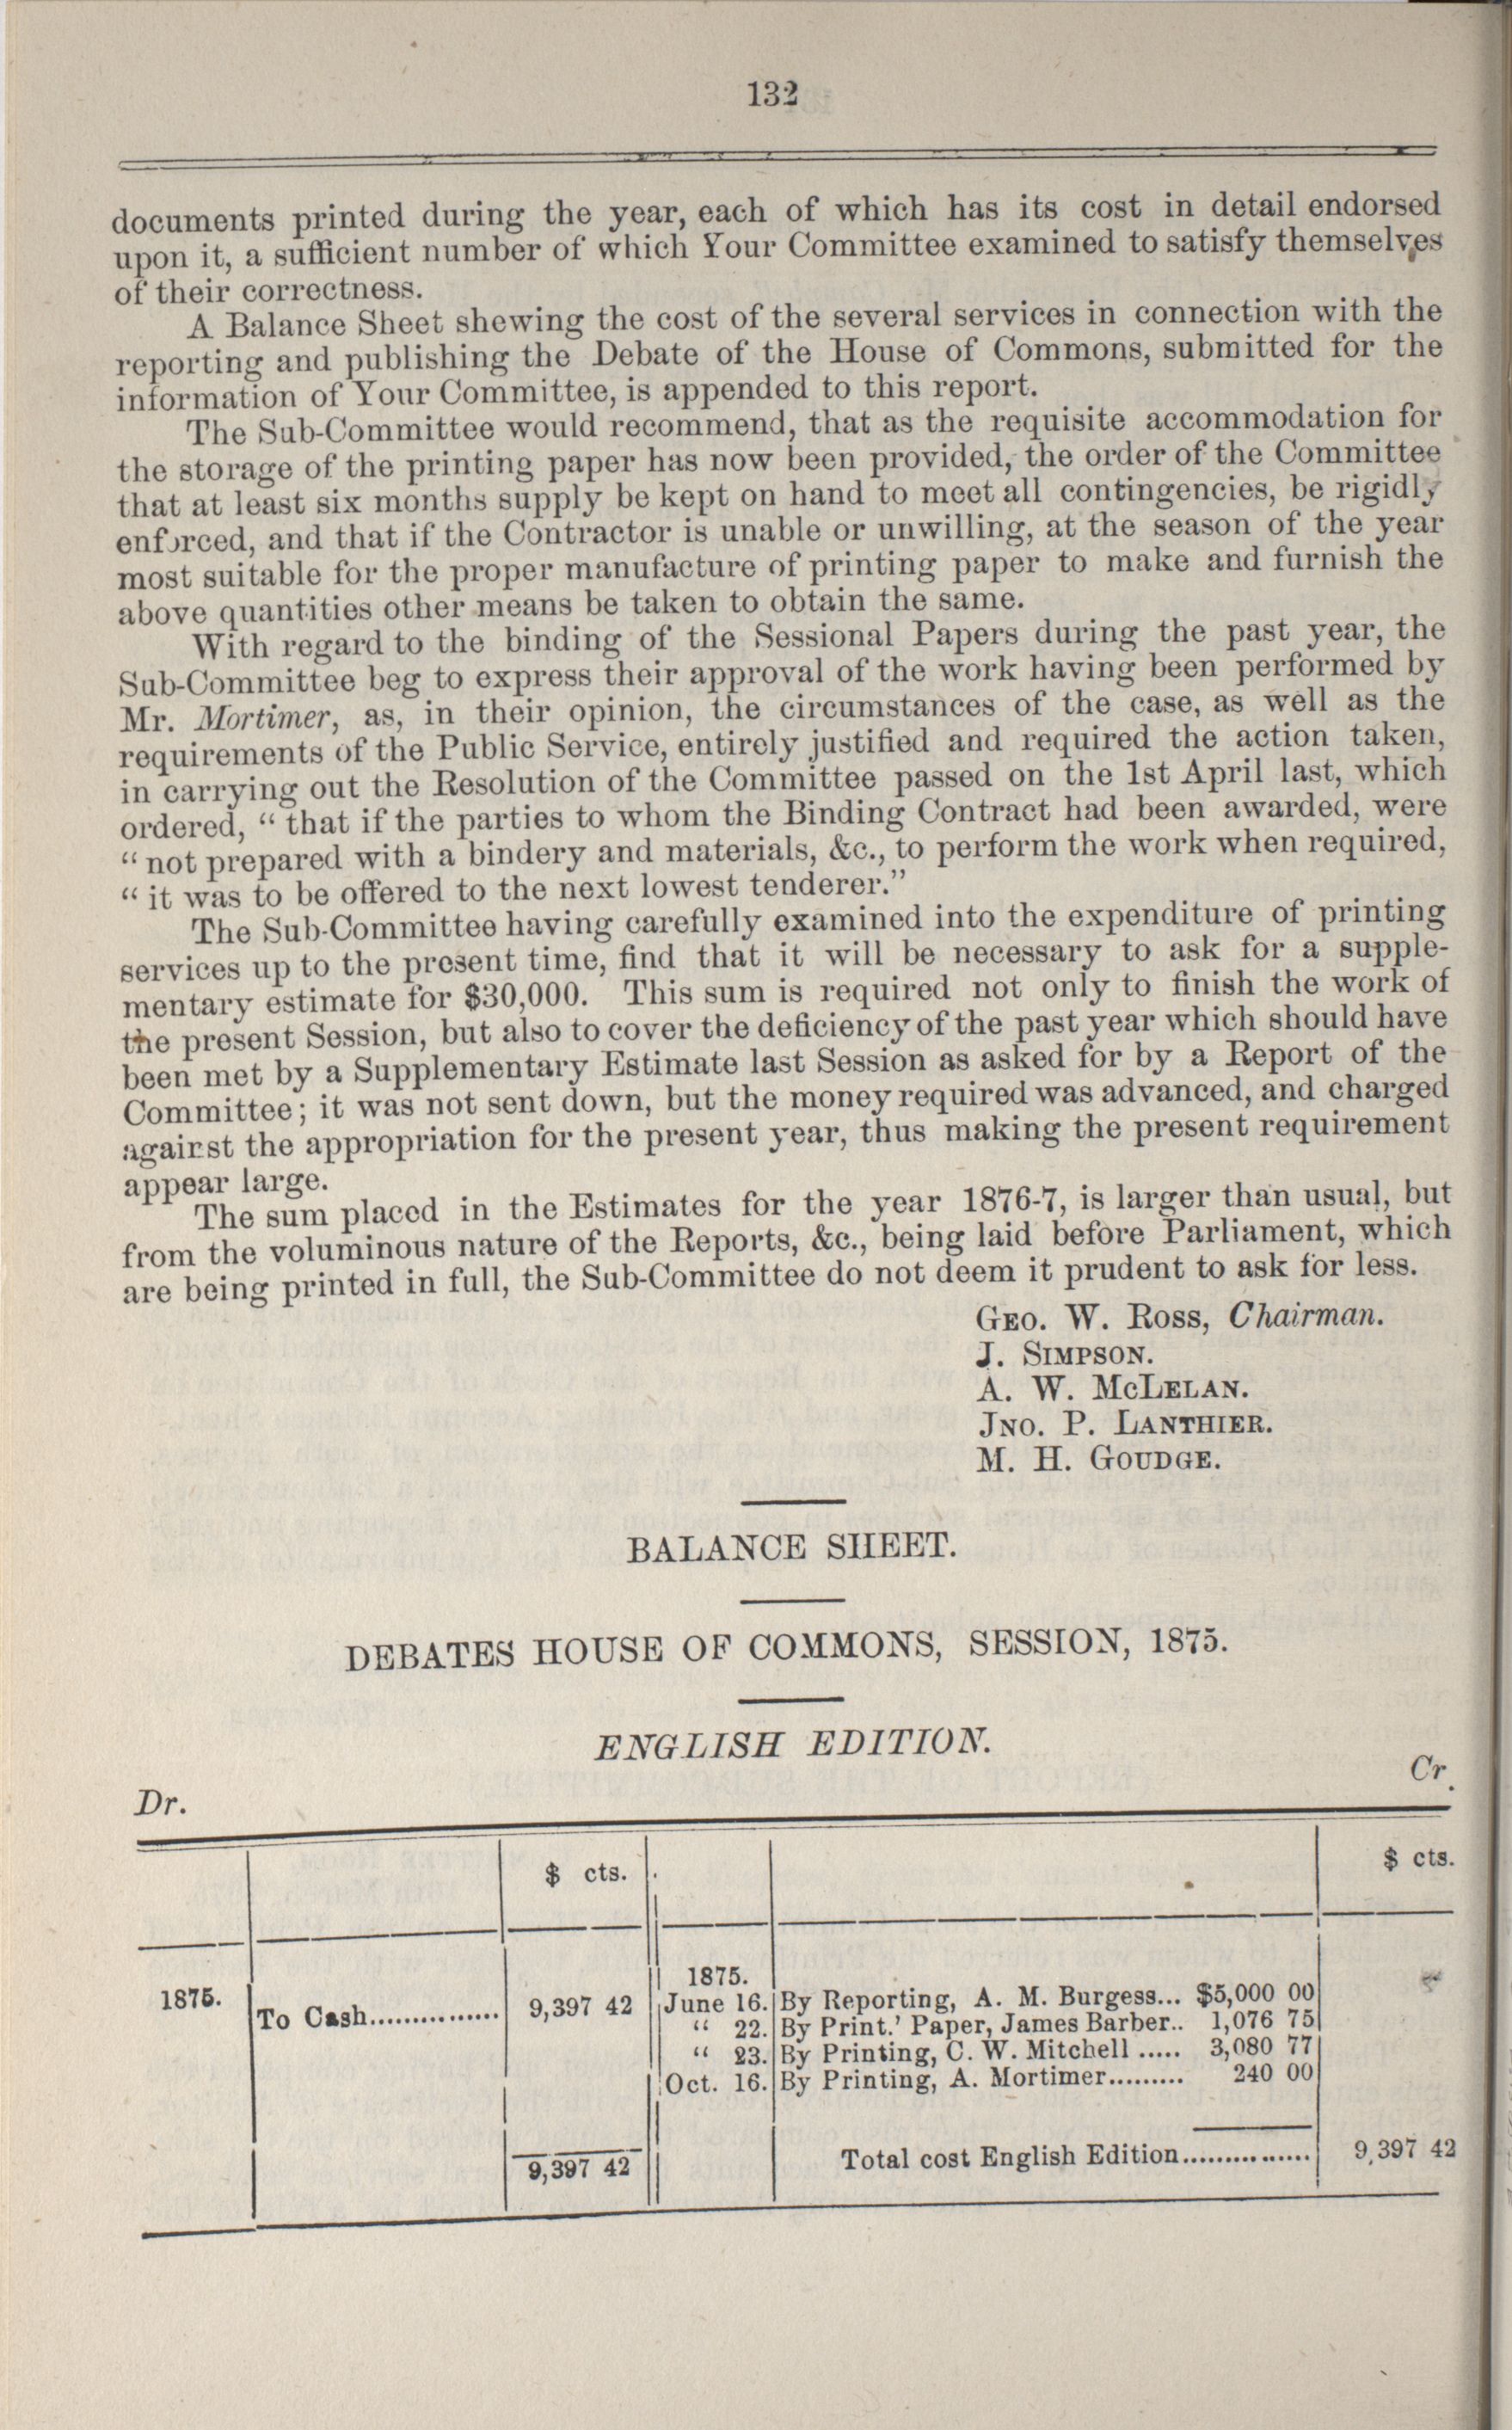 132
documents printed during the year, each of which has its cost in detail endorsed
upon it, a sufficient number of which Your Committee examined to satisfy themselves
of their correctness.
A Balance Sheet shewing the cost of the several services in connection with the
reporting and publishing the Debate of the House of Commons, submitted for the
information of Your Committee, is appended to this report.
The Sub-Committee would recommend, that as the requisite accommodation for
the storage of the printing paper has now been provided, the order of the Committee
that at least six months supply be kept on hand to meet all contingencies, be rigidly
enforced, and that if the Contractor is unable or unwilling, at the season of the year
most suitable for the proper manufacture of printing paper to make and furnish the
above quantities other means be taken to obtain the same.
With regard to the binding of the Sessional Papers during the past year, the
Sub-Committee beg to express their approval of the work having been performed by
Mr. Mortimer, as, in their opinion, the circumstances of the case, as well as the
requirements of the Public Service, entirely justified and required the action taken,
in carrying out the Resolution of the Committee passed on the 1st April last, which
ordered, " that if the parties to whom the Binding Contract had been awarded, were
" not prepared with a bindery and materials, &c., to perform the work when required,
" it was to be offered to the next lowest tenderer."
The Sub-Committee having carefully examined into the expenditure of printing
services up to the present time, find that it will be necessary to ask for a supple-
mentary estimate for $30,000. This sum is required not only to finish the work of
the present Session, but also to cover the deficiency of the past year which should have
been met by a Supplementary Estimate last Session as asked for by a Report of the
Committee; it was not sent down, but the money required was advanced, and charged
against the appropriation for the present year, thus making the present requirement
appear large.
The sum placed in the Estimates for the year 1876-7, is larger than usual, but
from the voluminous nature of the Reports, &c., being laid before Parliament, which
are being printed in full, the Sub-Committee do not deem it prudent to ask for less.
GEO. W. ROSS, Chairman.
J. SIMPSON.
A. W. MCLELAN.
JNO. P. LANTHIER.
M. H. GOUDGE.
BALANCE SHEET.
DEBATES HOUSE OF COMMONS, SESSION, 1875.
ENGLISH EDITION.
Dr. Cr.
$ cts. $ cts.
1875.
1875. To Cash............... 9,397 42 June 16. By Reporting, A. M. Burgess... $5,000 00
" 22. By Print.' Paper, James Barber.. 1,076 75
" 23. By Printing, C. W. Mitchell ..... 3,080 77
Oct. 16. By Printing, A. Mortimer......... 240 00
9,397 42 Total cost English Edition............... 9,397 42